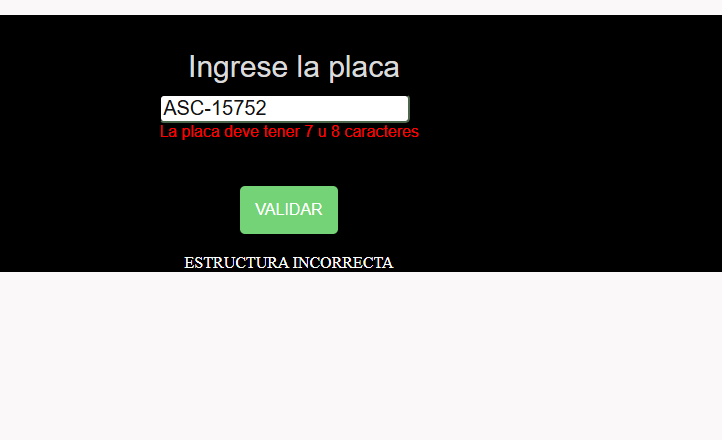 Ingrese la placa
ASC-15752
La placa deve tener 7 u 8 caracteres
VALIDAR
ESTRUCTURA INCORRECTA